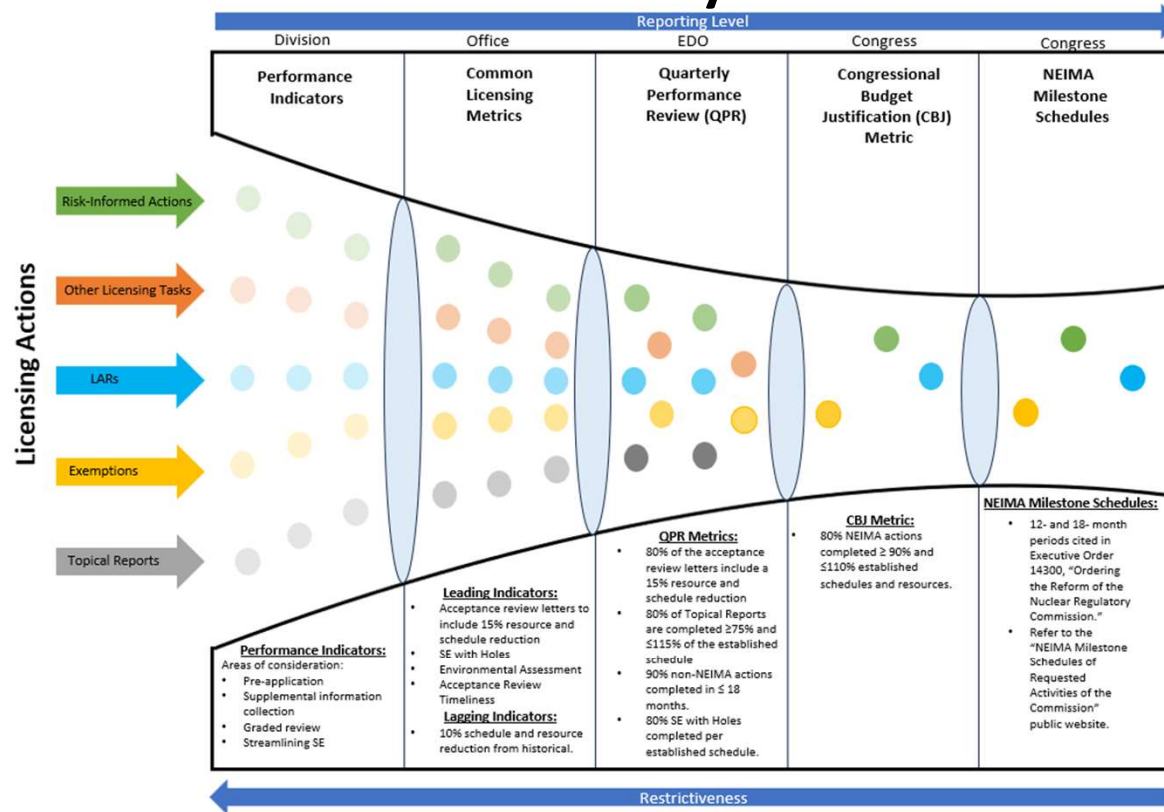 Reporting Level
Division
Office
EDO
Congress
Congress
Performance
Indicators
Common
Licensing
Metrics
Quarterly
Performance
Review (QPR)
Congressional
Budget
Justification (CBJ)
Metric
NEIMA
Milestone
Schedules
Licensing Actions
Risk-Informed Actions
Other Licensing Tasks
LARs
Exemptions
Topical Reports
Performance Indicators:
Areas of consideration:
• Pre-application
• Supplemental information
collection
• Graded review
• Streamlining SE
Leading Indicators:
• Acceptance review letters to
include 15% resource and
schedule reduction
• SE with Holes
• Environmental Assessment
• Acceptance Review
Timeliness
Lagging Indicators:
• 10% schedule and resource
reduction from historical.
QPR Metrics:
• 80% of the acceptance
review letters include a
15% resource and
schedule reduction
• 80% of Topical Reports
are completed ≥75% and
≤115% of the established
schedule
• 90% non-NEIMA actions
completed in ≤ 18
months.
• 80% SE with Holes
completed per
established schedule.
CBJ Metric:
• 80% NEIMA actions
completed ≥ 90% and
≤110% established
schedules and resources.
NEIMA Milestone Schedules:
• 12- and 18- month
periods cited in
Executive Order
14300, “Ordering
the Reform of the
Nuclear Regulatory
Commission.”
• Refer to the
“NEIMA Milestone
Schedules of
Requested
Activities of the
Commission”
public website.
Restrictiveness